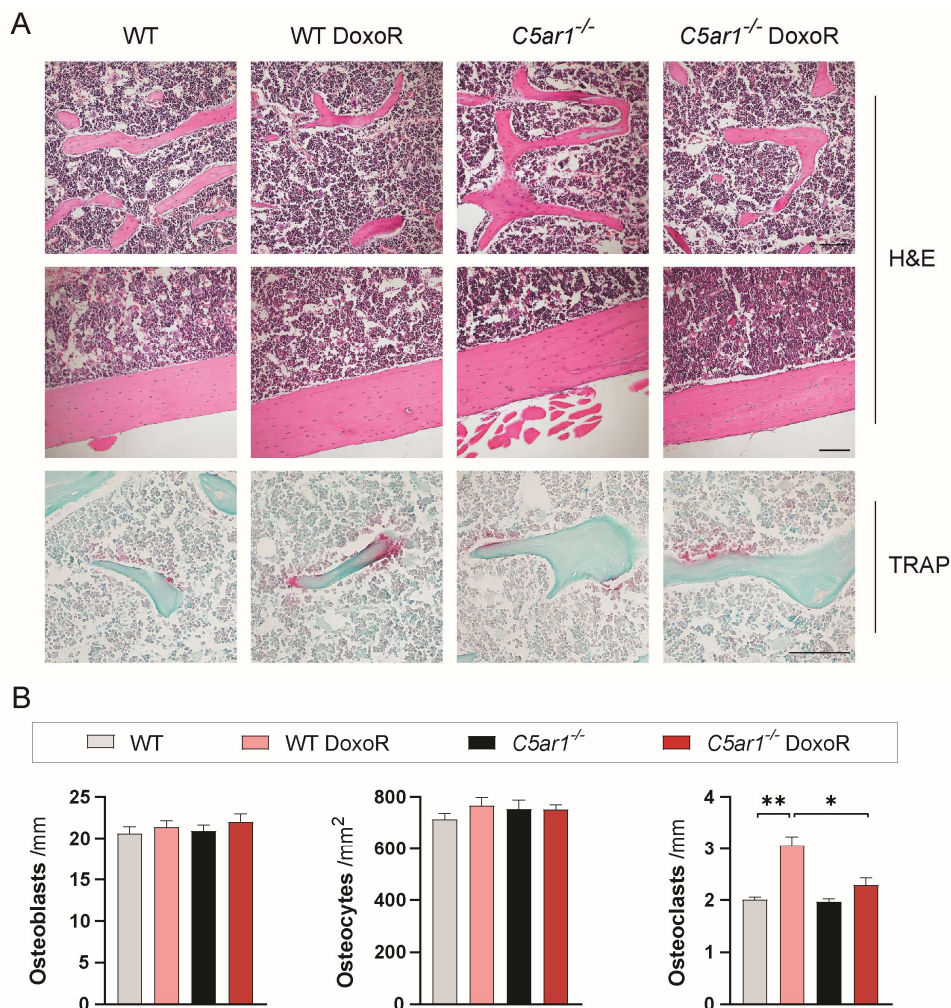 A
WT
WT DoxoR
C5ar1-/-
C5ar1-/- DoxoR
H&E
TRAP
B
WT
WT DoxoR
C5ar1-/-
C5ar1-/- DoxoR
Osteoblasts /mm
25
20
15
10
5
0
Osteocytes /mm²
800
600
400
200
0
Osteoclasts /mm
4
3
2
1
0
**
*